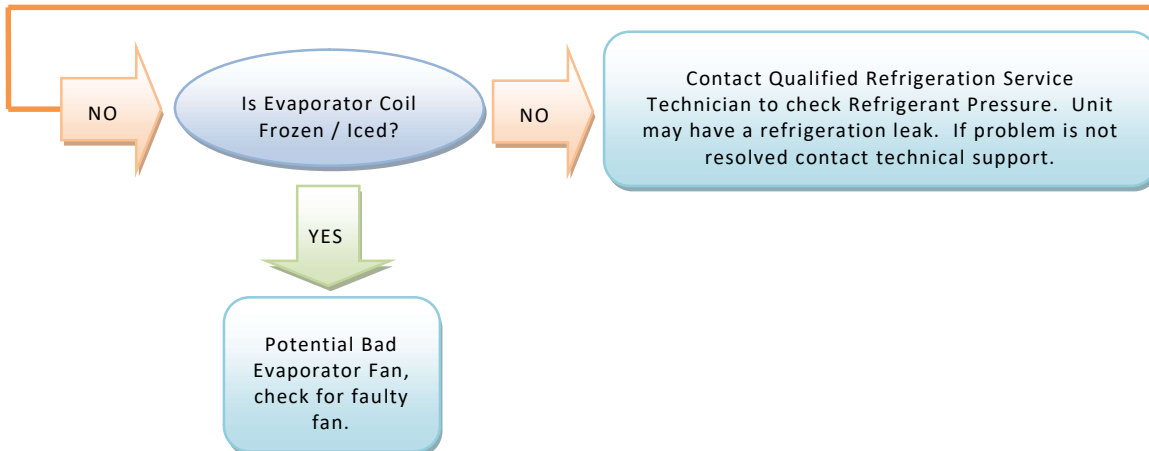 NO
Is Evaporator Coil
Frozen / Iced?
NO
Contact Qualified Refrigeration Service
Technician to check Refrigerant Pressure. Unit
may have a refrigeration leak. If problem is not
resolved contact technical support.
YES
Potential Bad
Evaporator Fan,
check for faulty
fan.